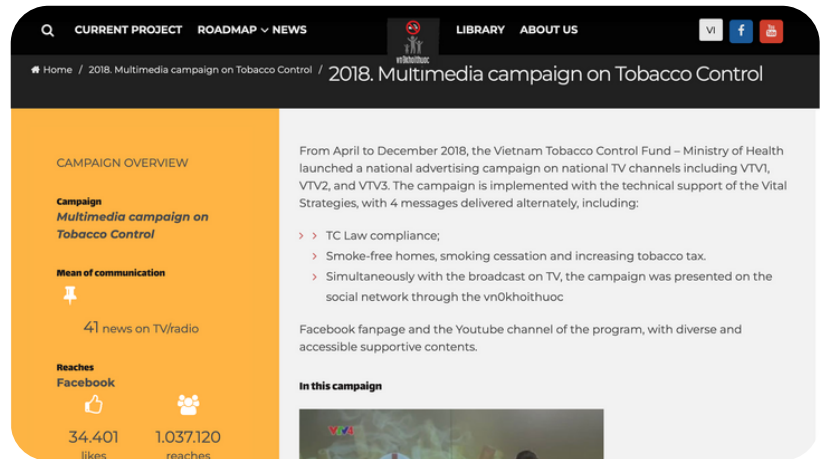 CURRENT PROJECT ROADMAP NEWS LIBRARY ABOUT US VI f You Tube
vn0khoithuoc
Home / 2018. Multimedia campaign on Tobacco Control / 2018. Multimedia campaign on Tobacco Control
CAMPAIGN OVERVIEW
Campaign
Multimedia campaign on
Tobacco Control
Mean of communication
41 news on TV/radio
Reaches
Facebook
34.401 1.037.120
likes reaches
From April to December 2018, the Vietnam Tobacco Control Fund – Ministry of Health
launched a national advertising campaign on national TV channels including VTV1,
VTV2, and VTV3. The campaign is implemented with the technical support of the Vital
Strategies, with 4 messages delivered alternately, including:
> > TC Law compliance;
> Smoke-free homes, smoking cessation and increasing tobacco tax.
> Simultaneously with the broadcast on TV, the campaign was presented on the
social network through the vn0khoithuoc
Facebook fanpage and the Youtube channel of the program, with diverse and
accessible supportive contents.
In this campaign
VTV1